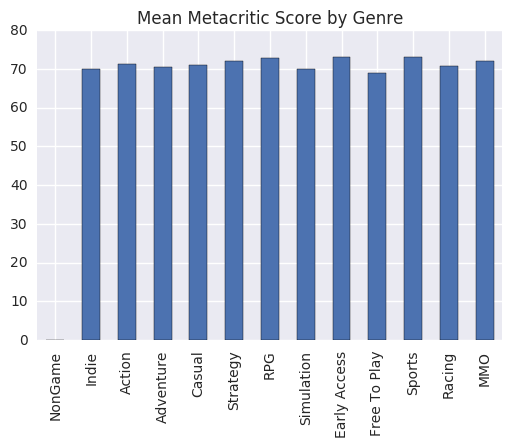 Mean Metacritic Score by Genre
80
70
60
50
40
30
20
10
0
NonGame
Indie
Action
Adventure
Casual
Strategy
RPG
Simulation
Early Access
Free To Play
Sports
Racing
MMO